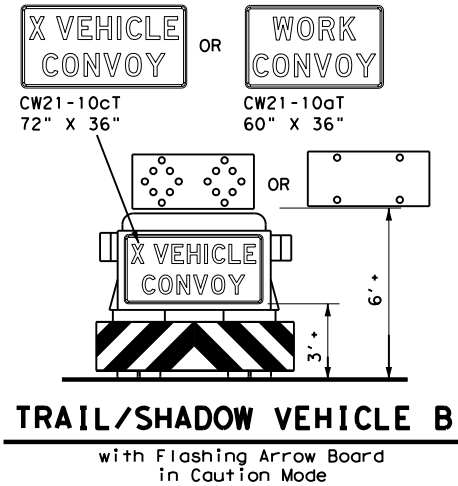 X VEHICLE
CONVOY
OR
WORK
CONVOY
CW21-10cT
72" X 36"
CW21-10aT
60" X 36"
OR
X VEHICLE
CONVOY
6' +
3' +
TRAIL/SHADOW VEHICLE B
with Flashing Arrow Board
in Caution Mode